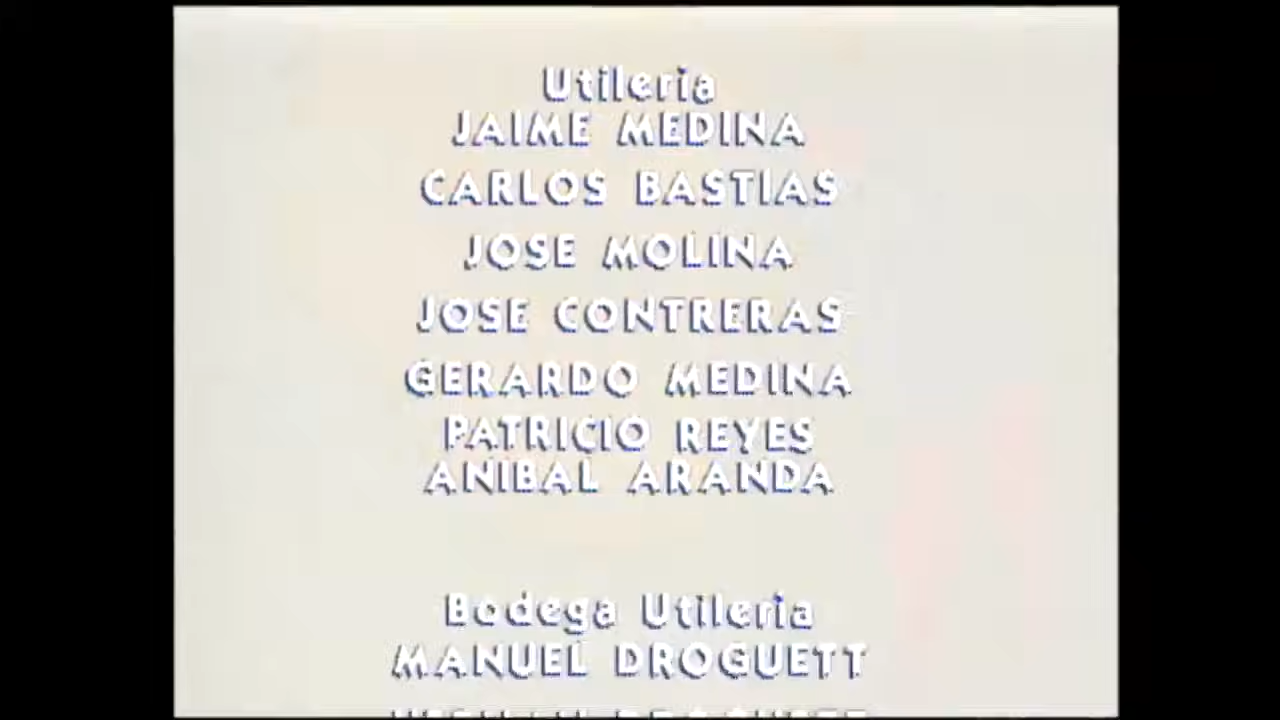 Utileria
JAIME MEDINA
CARLOS BASTIAS
JOSE MOLINA
JOSE CONTRERAS
GERARDO MEDINA
PATRICIO REYES
ANIBAL ARANDA
Bodega Utileria
MANUEL DROGUETT